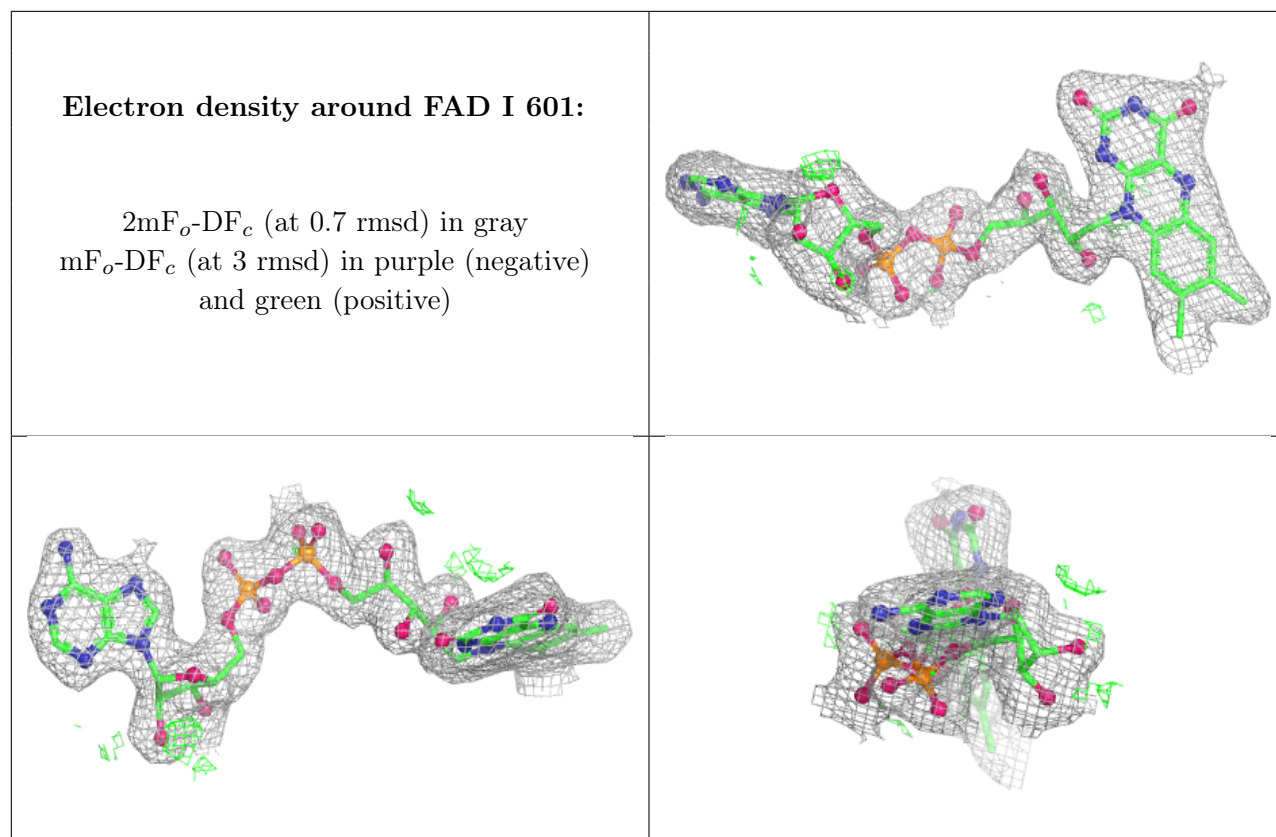 Electron density around FAD I 601:
2mFo-DFc (at 0.7 rmsd) in gray
mFo-DFc (at 3 rmsd) in purple (negative)
and green (positive)